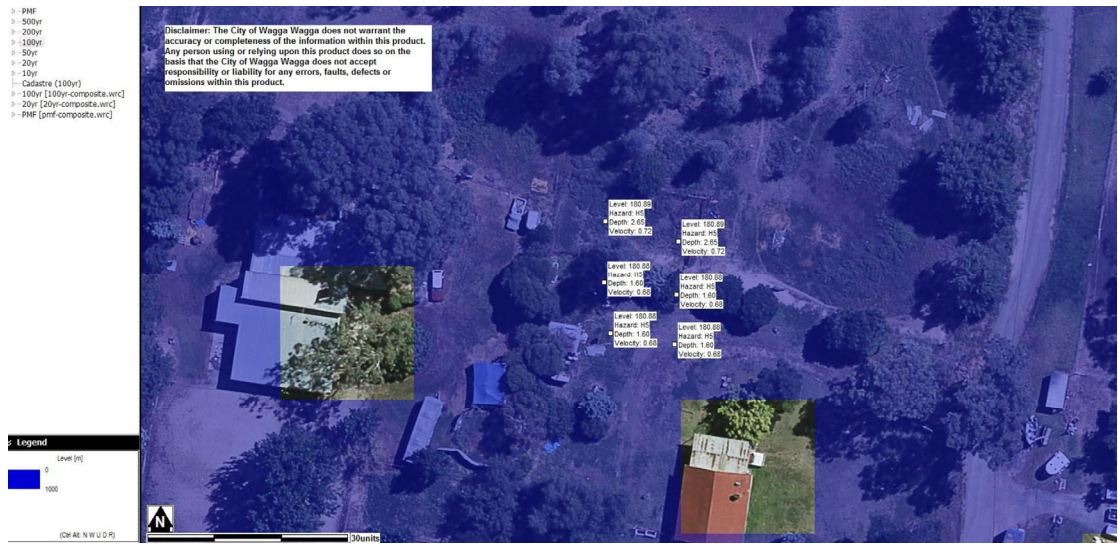 PMF
500yr
200yr
100yr
50yr
20yr
10yr
Cadastre (100yr)
100yr [100yr-composite.wrc]
20yr [20yr-composite.wrc]
PMF [pmf-composite.wrc]
Disclaimer: The City of Wagga Wagga does not warrant the
accuracy or completeness of the information within this product.
Any person using or relying upon this product does so on the
basis that the City of Wagga Wagga does not accept
responsibility or liability for any errors, faults, defects or
omissions within this product.
Level: 180.89
Hazard: H5
Depth: 2.65
Velocity: 0.72
Level: 180.89
Hazard: H5
Depth: 2.65
Velocity: 0.72
Level: 180.88
Hazard: H5
Depth: 1.60
Velocity: 0.68
Level: 180.88
Hazard: H5
Depth: 1.60
Velocity: 0.68
Level: 180.88
Hazard: H5
Depth: 1.60
Velocity: 0.68
Level: 180.88
Hazard: H5
Depth: 1.60
Velocity: 0.68
Legend
Level [m]
0
1000
(Ctrl Alt: N W U D R)
N
30units